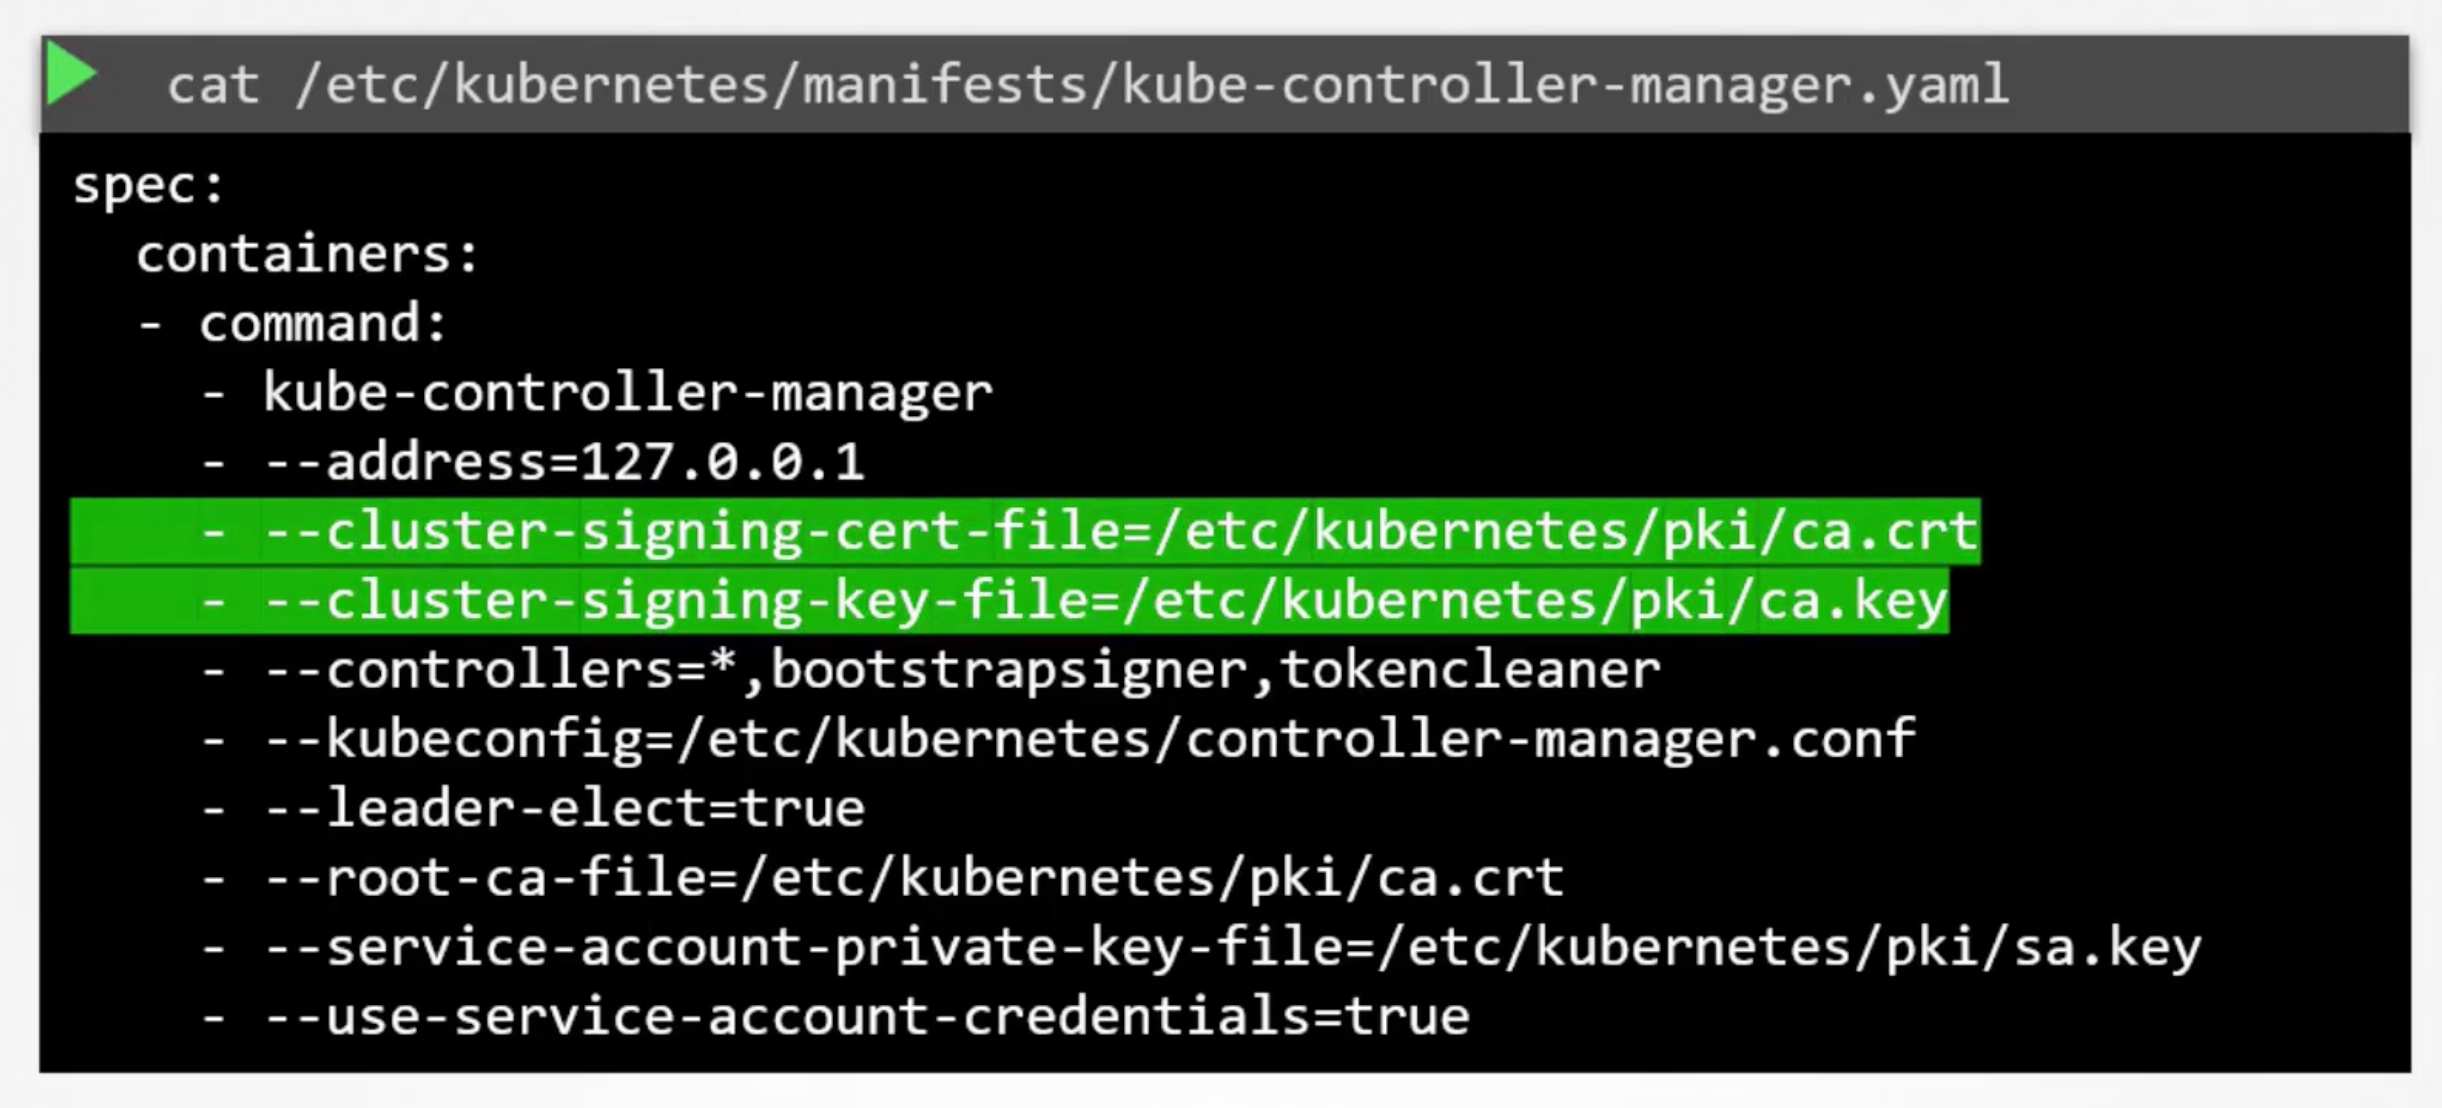 cat /etc/kubernetes/manifests/kube-controller-manager.yaml
spec:
  containers:
  - command:
    - kube-controller-manager
    - --address=127.0.0.1
    - --cluster-signing-cert-file=/etc/kubernetes/pki/ca.crt
    - --cluster-signing-key-file=/etc/kubernetes/pki/ca.key
    - --controllers=*,bootstrapsigner,tokencleaner
    - --kubeconfig=/etc/kubernetes/controller-manager.conf
    - --leader-elect=true
    - --root-ca-file=/etc/kubernetes/pki/ca.crt
    - --service-account-private-key-file=/etc/kubernetes/pki/sa.key
    - --use-service-account-credentials=true